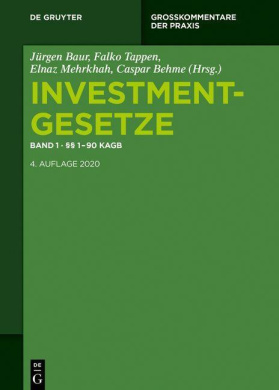 DE GRUYTER
GROSSKOMMENTARE
DER PRAXIS
Jürgen Baur, Falko Tappen,
Elnaz Mehrkhah, Caspar Behme (Hrsg.)
INVESTMENT-
GESETZE
BAND 1 · §§ 1–90 KAGB
4. AUFLAGE 2020
DE
G